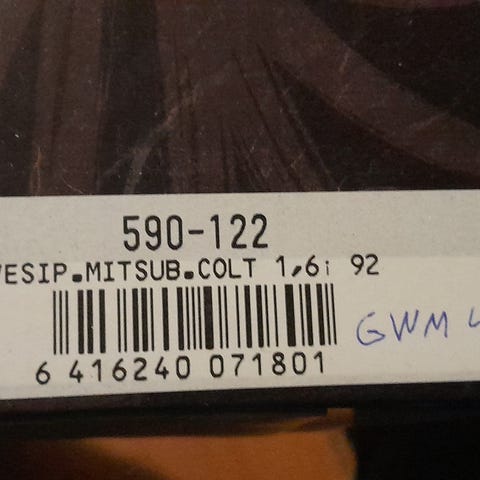 590-122
VESIP.MITSUB.COLT 1,6i 92
6 416240 071801
GWM